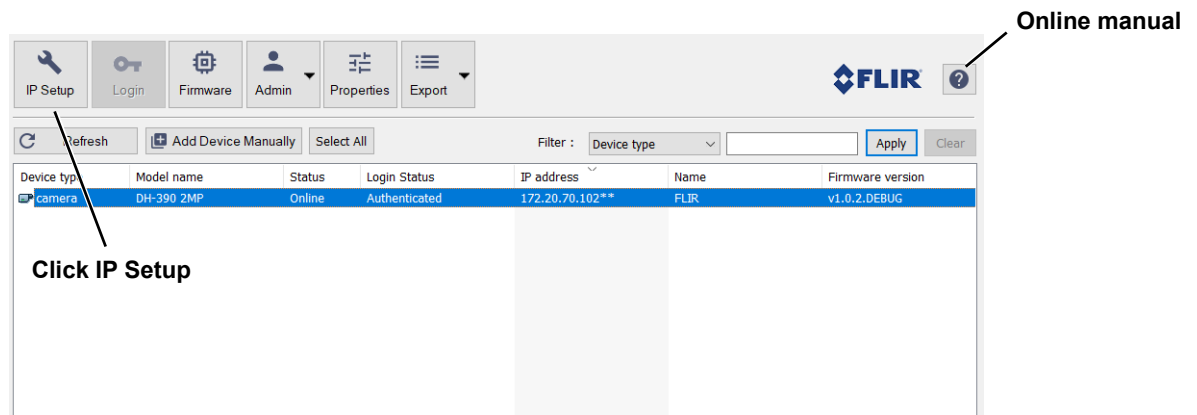 Online manual
IP Setup Login Firmware Admin Properties Export FLIR ?
Refresh Add Device Manually Select All Filter : Device type Apply Clear
Device type Model name Status Login Status IP address Name Firmware version
camera DH-390 2MP Online Authenticated 172.20.70.102** FLIR v1.0.2.DEBUG
Click IP Setup